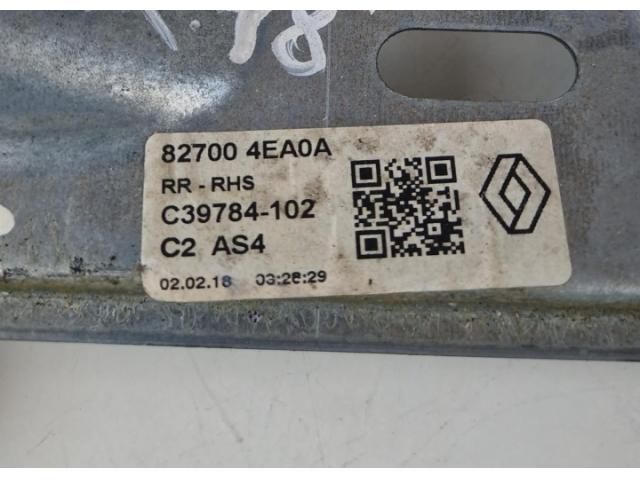 82700 4EA0A
RR - RHS
C39784-102
C2 AS4
02.02.18 03:28:29